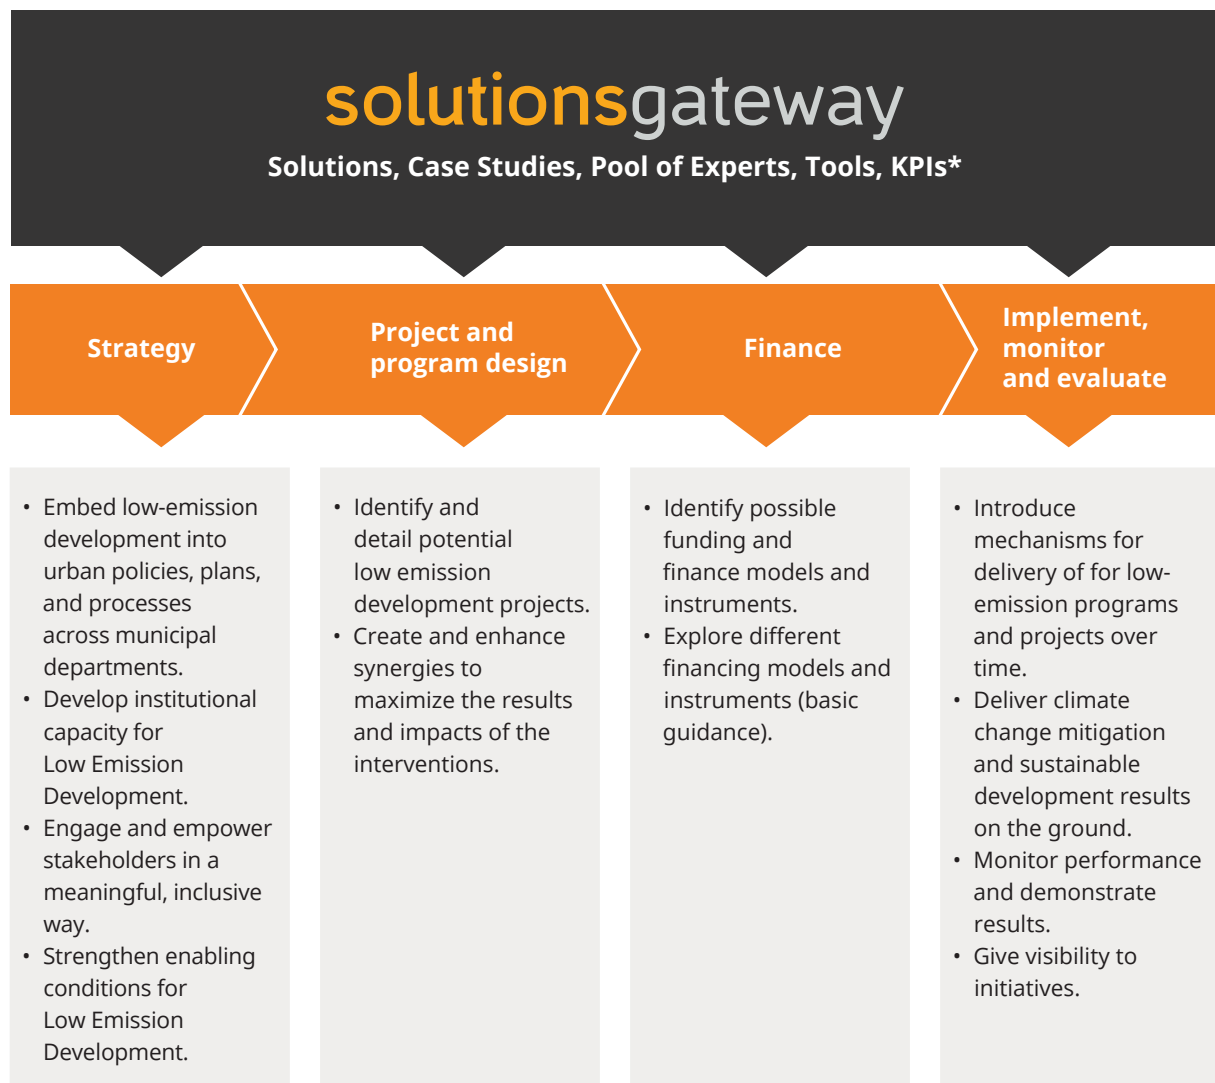 solutionsgateway
Solutions, Case Studies, Pool of Experts, Tools, KPIs*
Strategy
Project and
program design
Finance
Implement,
monitor
and evaluate
• Embed low-emission
development into
urban policies, plans,
and processes
across municipal
departments.
• Develop institutional
capacity for
Low Emission
Development.
• Engage and empower
stakeholders in a
meaningful, inclusive
way.
• Strengthen enabling
conditions for
Low Emission
Development.
• Identify and
detail potential
low emission
development projects.
• Create and enhance
synergies to
maximize the results
and impacts of the
interventions.
• Identify possible
funding and
finance models and
instruments.
• Explore different
financing models and
instruments (basic
guidance).
• Introduce
mechanisms for
delivery of for low-
emission programs
and projects over
time.
• Deliver climate
change mitigation
and sustainable
development results
on the ground.
• Monitor performance
and demonstrate
results.
• Give visibility to
initiatives.